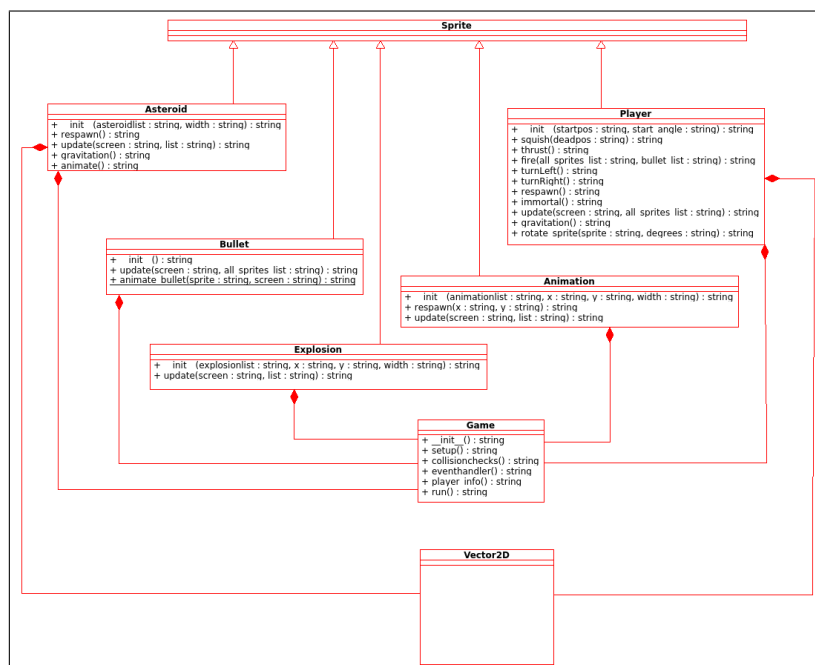 Sprite
Asteroid
+ __init__(asteroidlist : string, width : string) : string
+ respawn() : string
+ update(screen : string, list : string) : string
+ gravitation() : string
+ animate() : string
Player
+ __init__(startpos : string, start_angle : string) : string
+ squish(deadpos : string) : string
+ thrust() : string
+ fire(all_sprites_list : string, bullet_list : string) : string
+ turnLeft() : string
+ turnRight() : string
+ respawn() : string
+ immortal() : string
+ update(screen : string, all_sprites_list : string) : string
+ gravitation() : string
+ rotate_sprite(sprite : string, degrees : string) : string
Bullet
+ __init__() : string
+ update(screen : string, all_sprites_list : string) : string
+ animate_bullet(sprite : string, screen : string) : string
Animation
+ __init__(animationlist : string, x : string, y : string, width : string) : string
+ respawn(x : string, y : string) : string
+ update(screen : string, list : string) : string
Explosion
+ __init__(explosionlist : string, x : string, y : string, width : string) : string
+ update(screen : string, list : string) : string
Game
+ __init__() : string
+ setup() : string
+ collisionchecks() : string
+ eventhandler() : string
+ player_info() : string
+ run() : string
Vector2D